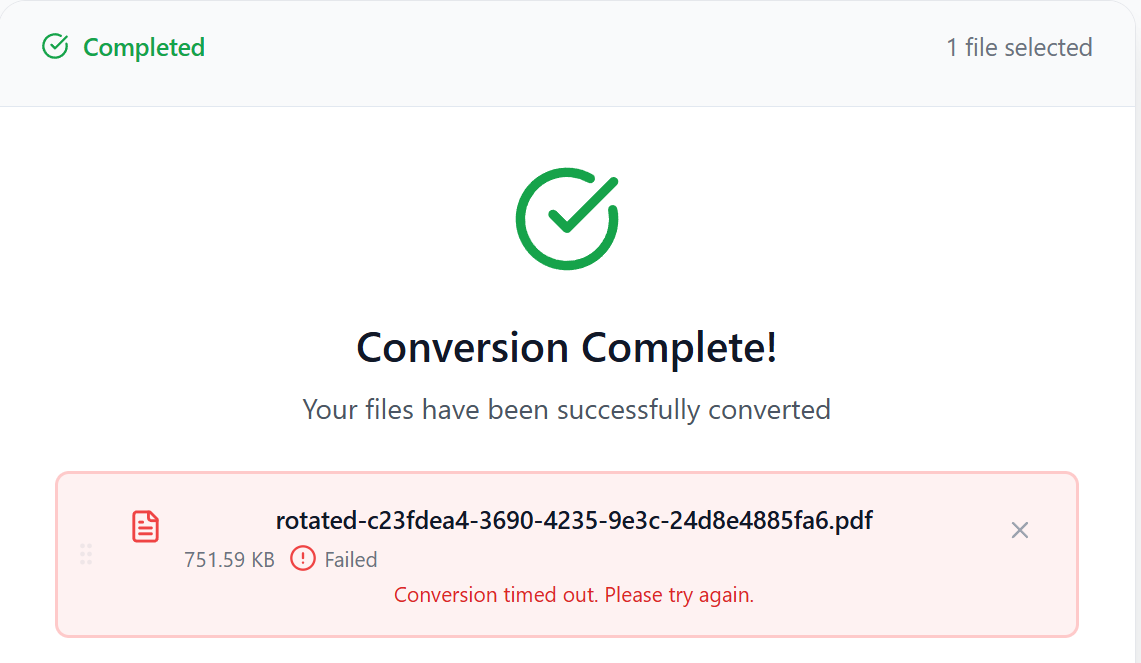 Completed
1 file selected
Conversion Complete!
Your files have been successfully converted
rotated-c23fdea4-3690-4235-9e3c-24d8e4885fa6.pdf
751.59 KB Failed
Conversion timed out. Please try again.